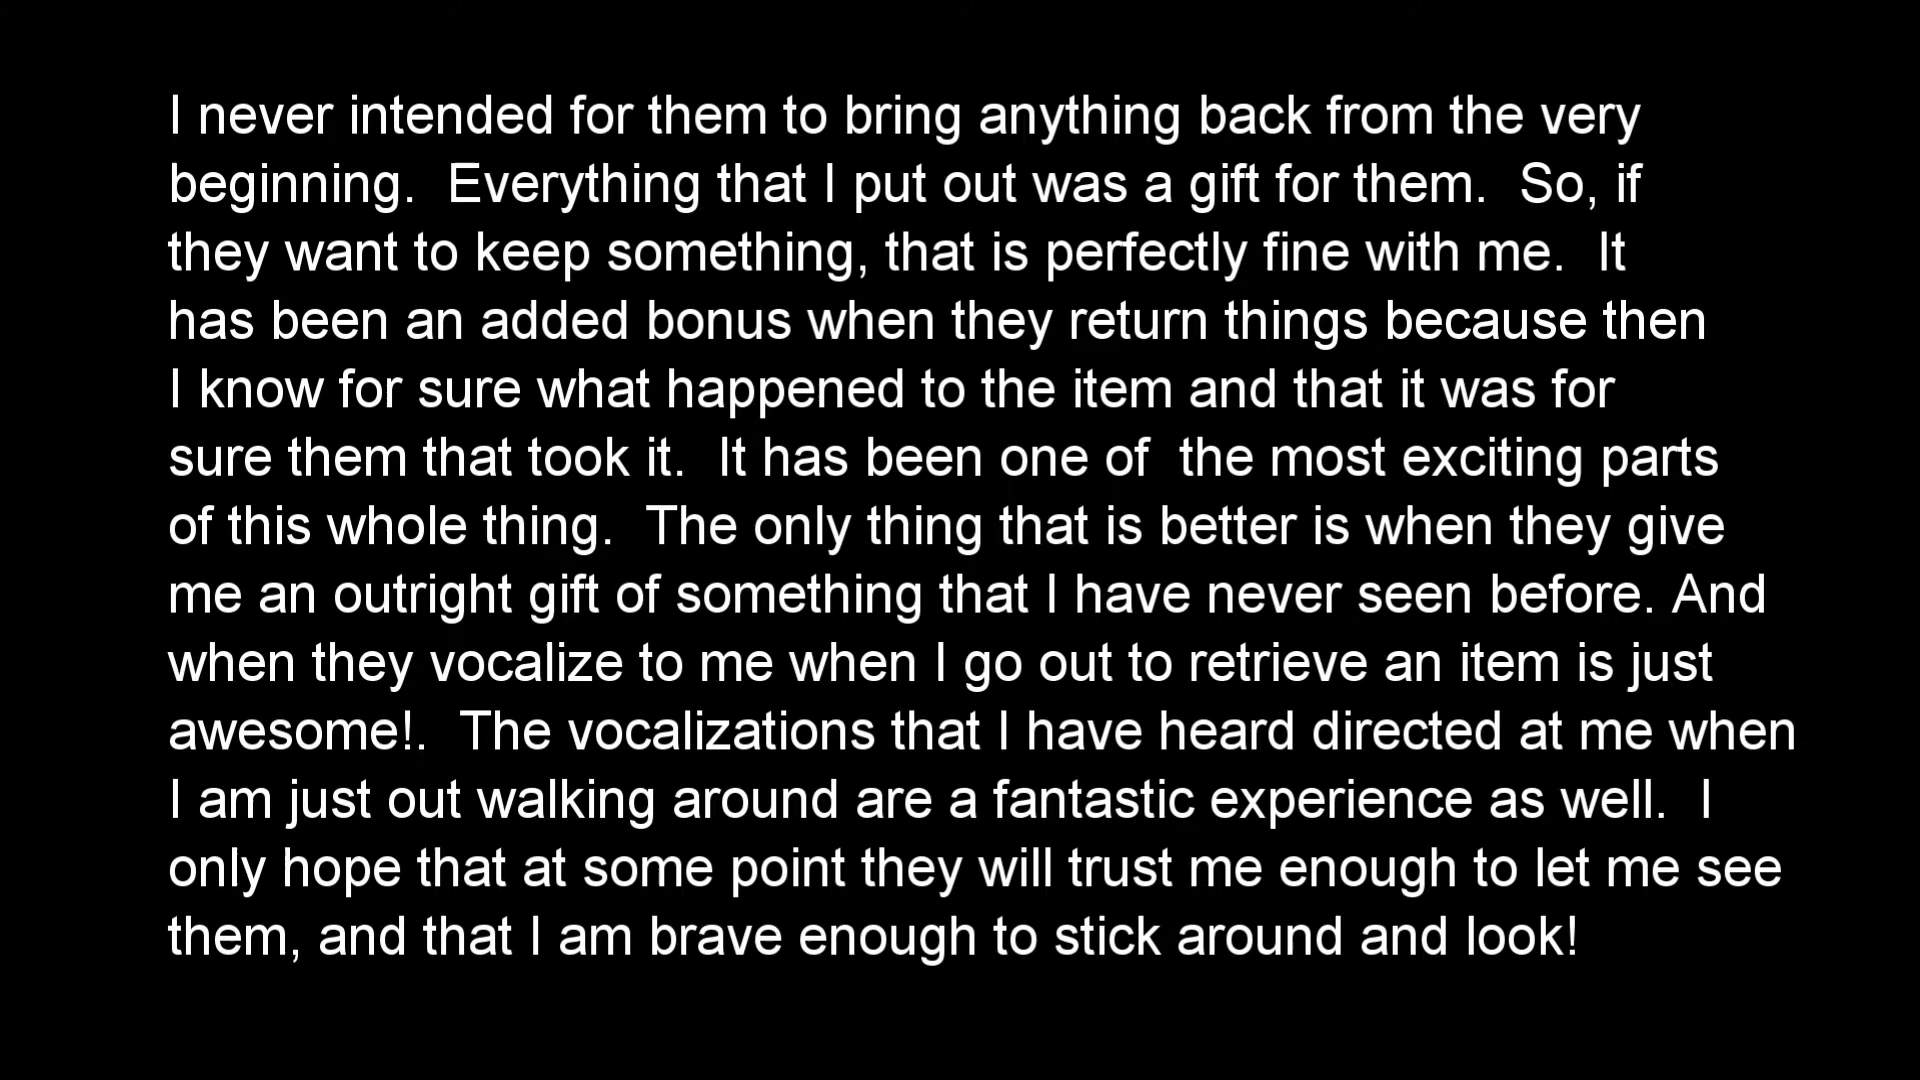 I never intended for them to bring anything back from the very
beginning.  Everything that I put out was a gift for them.  So, if
they want to keep something, that is perfectly fine with me.  It
has been an added bonus when they return things because then
I know for sure what happened to the item and that it was for
sure them that took it.  It has been one of  the most exciting parts
of this whole thing.  The only thing that is better is when they give
me an outright gift of something that I have never seen before. And
when they vocalize to me when I go out to retrieve an item is just
awesome!.  The vocalizations that I have heard directed at me when
I am just out walking around are a fantastic experience as well.  I
only hope that at some point they will trust me enough to let me see
them, and that I am brave enough to stick around and look!